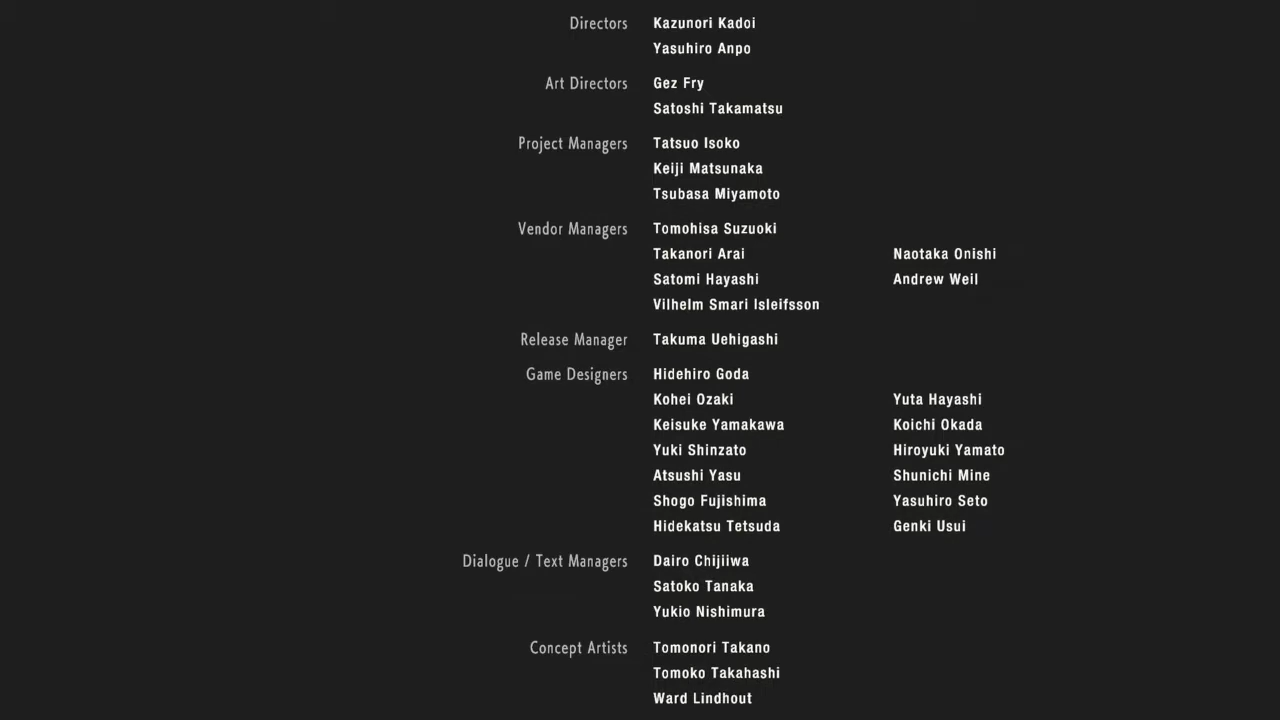 Directors Kazunori Kadoi
Yasuhiro Anpo
Art Directors Gez Fry
Satoshi Takamatsu
Project Managers Tatsuo Isoko
Keiji Matsunaka
Tsubasa Miyamoto
Vendor Managers Tomohisa Suzuoki
Takanori Arai Naotaka Onishi
Satomi Hayashi Andrew Weil
Vilhelm Smari Isleifsson
Release Manager Takuma Uehigashi
Game Designers Hidehiro Goda
Kohei Ozaki Yuta Hayashi
Keisuke Yamakawa Koichi Okada
Yuki Shinzato Hiroyuki Yamato
Atsushi Yasu Shunichi Mine
Shogo Fujishima Yasuhiro Seto
Hidekatsu Tetsuda Genki Usui
Dialogue / Text Managers Dairo Chijiiwa
Satoko Tanaka
Yukio Nishimura
Concept Artists Tomonori Takano
Tomoko Takahashi
Ward Lindhout